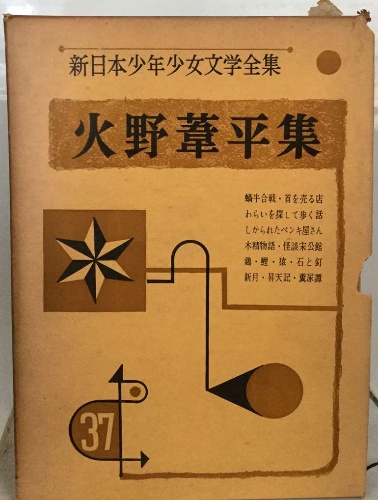 新日本少年少女文学全集
火野葦平集
蝸牛合戦・首を売る店
わらいを探して歩く話
しかられたペンキ屋さん
木精物語・怪談宋公館
鶏・鯉・猿・石と釘
新月・昇天記・糞尿譚
37